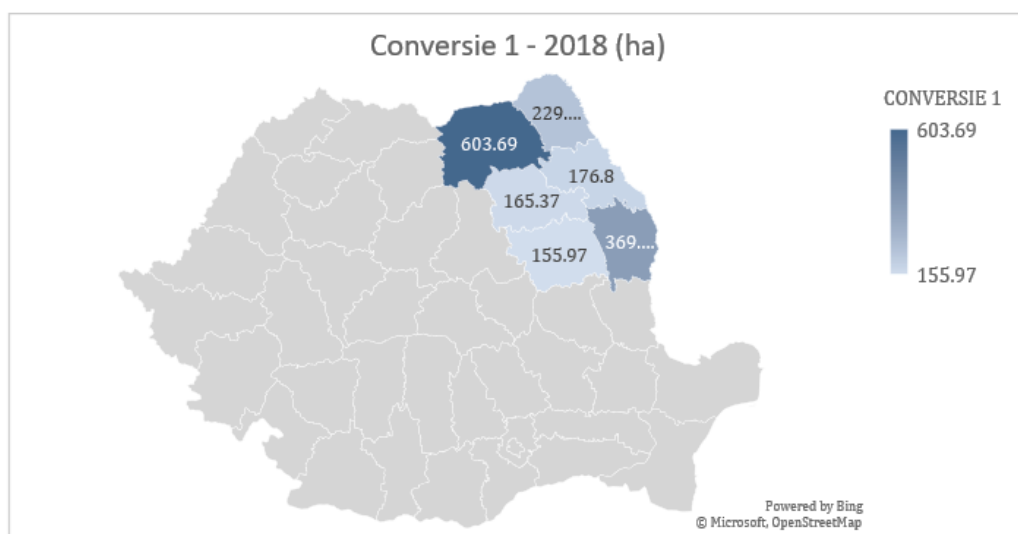 Conversie 1 - 2018 (ha)
229....
603.69
176.8
165.37
369....
155.97
CONVERSIE 1
603.69
155.97
Powered by Bing
© Microsoft, OpenStreetMap